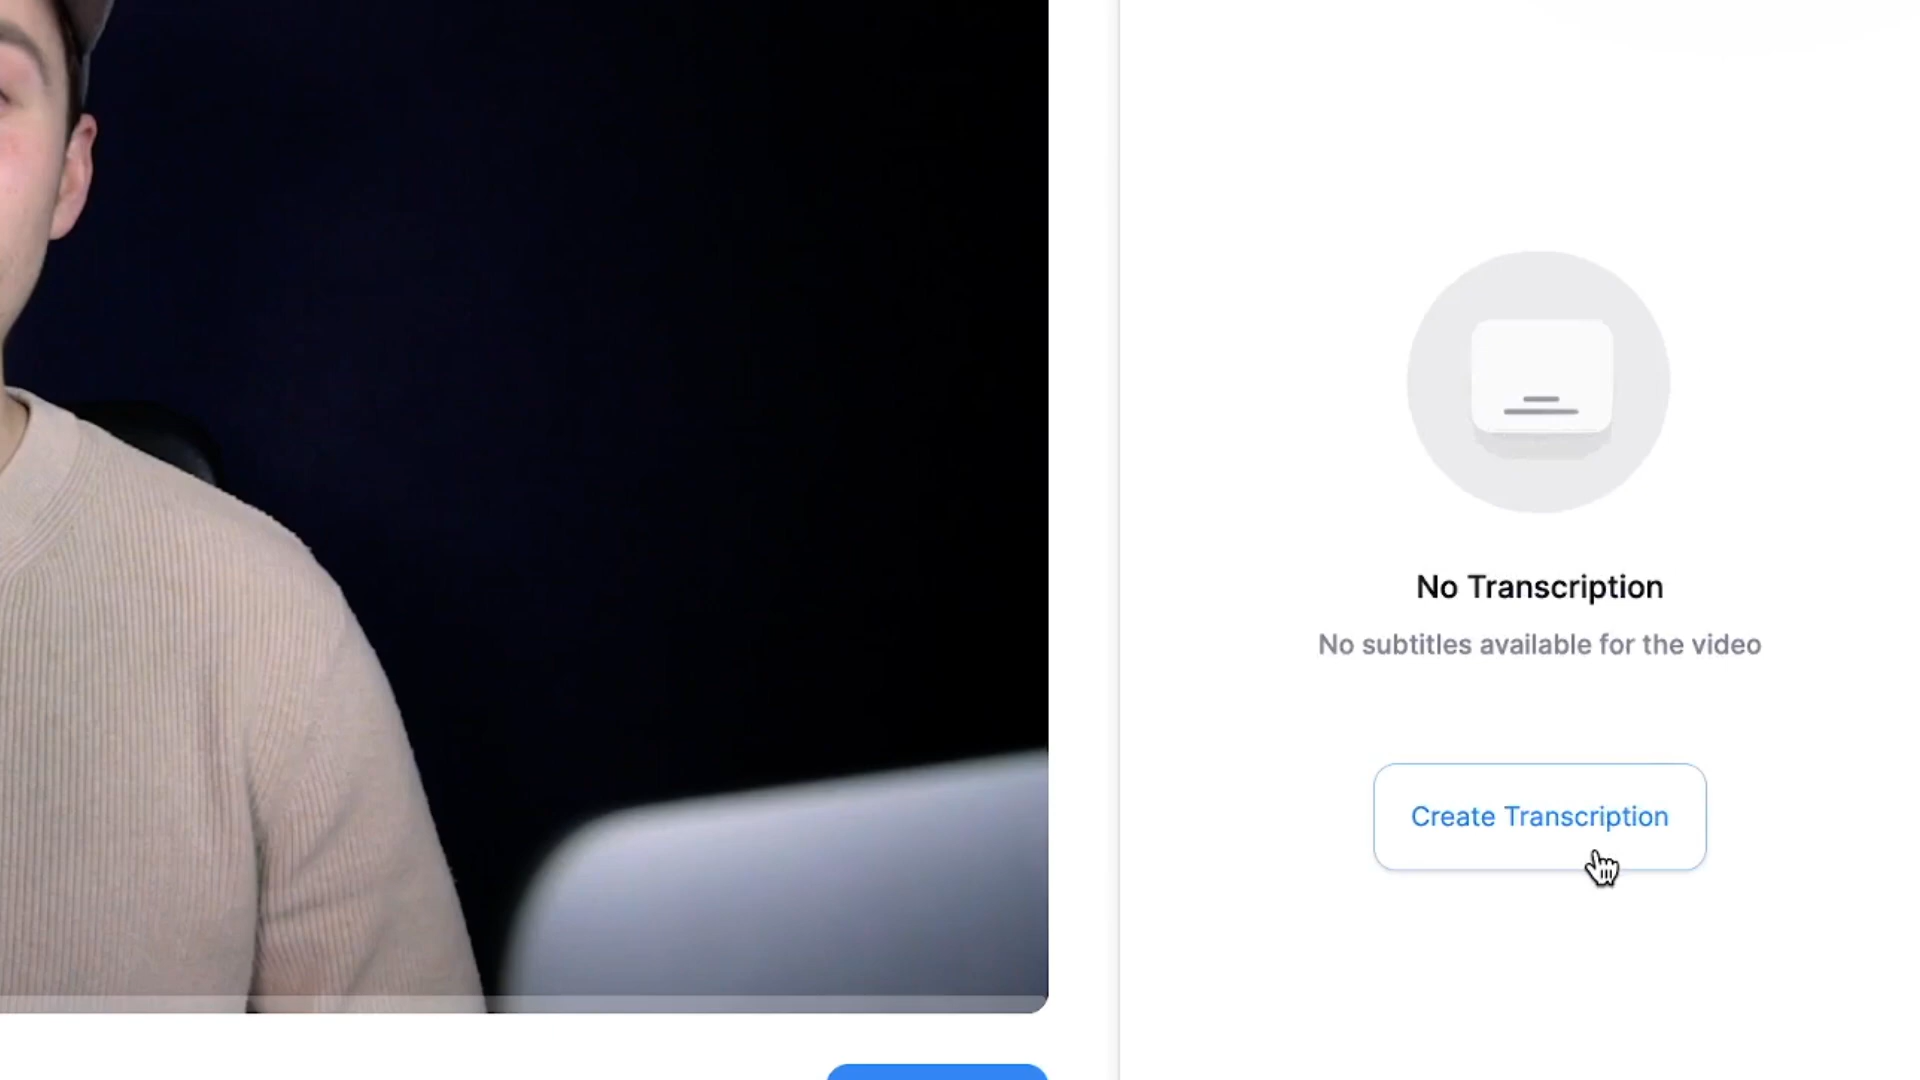 No Transcription
No subtitles available for the video
Create Transcription